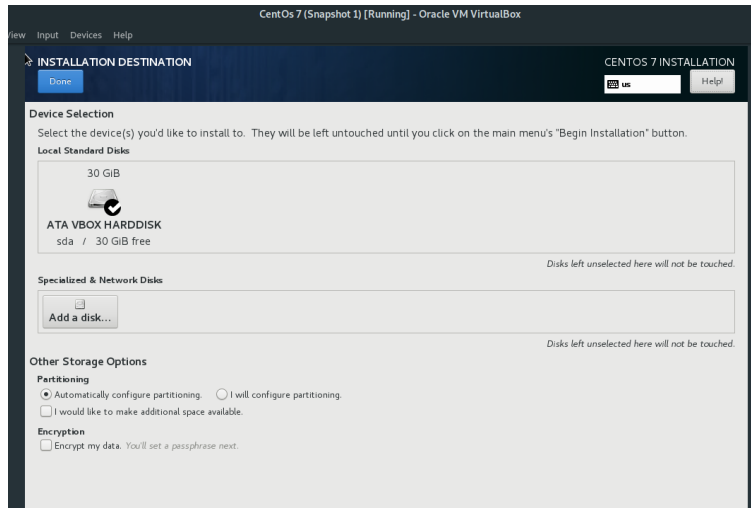 CentOs 7 (Snapshot 1) [Running] - Oracle VM VirtualBox
View Input Devices Help
INSTALLATION DESTINATION
CENTOS 7 INSTALLATION
Done
us
Help!
Device Selection
Select the device(s) you'd like to install to. They will be left untouched until you click on the main menu's "Begin Installation" button.
Local Standard Disks
30 GiB
ATA VBOX HARDDISK
sda / 30 GiB free
Disks left unselected here will not be touched.
Specialized & Network Disks
Add a disk...
Disks left unselected here will not be touched.
Other Storage Options
Partitioning
Automatically configure partitioning. I will configure partitioning.
I would like to make additional space available.
Encryption
Encrypt my data. You'll set a passphrase next.